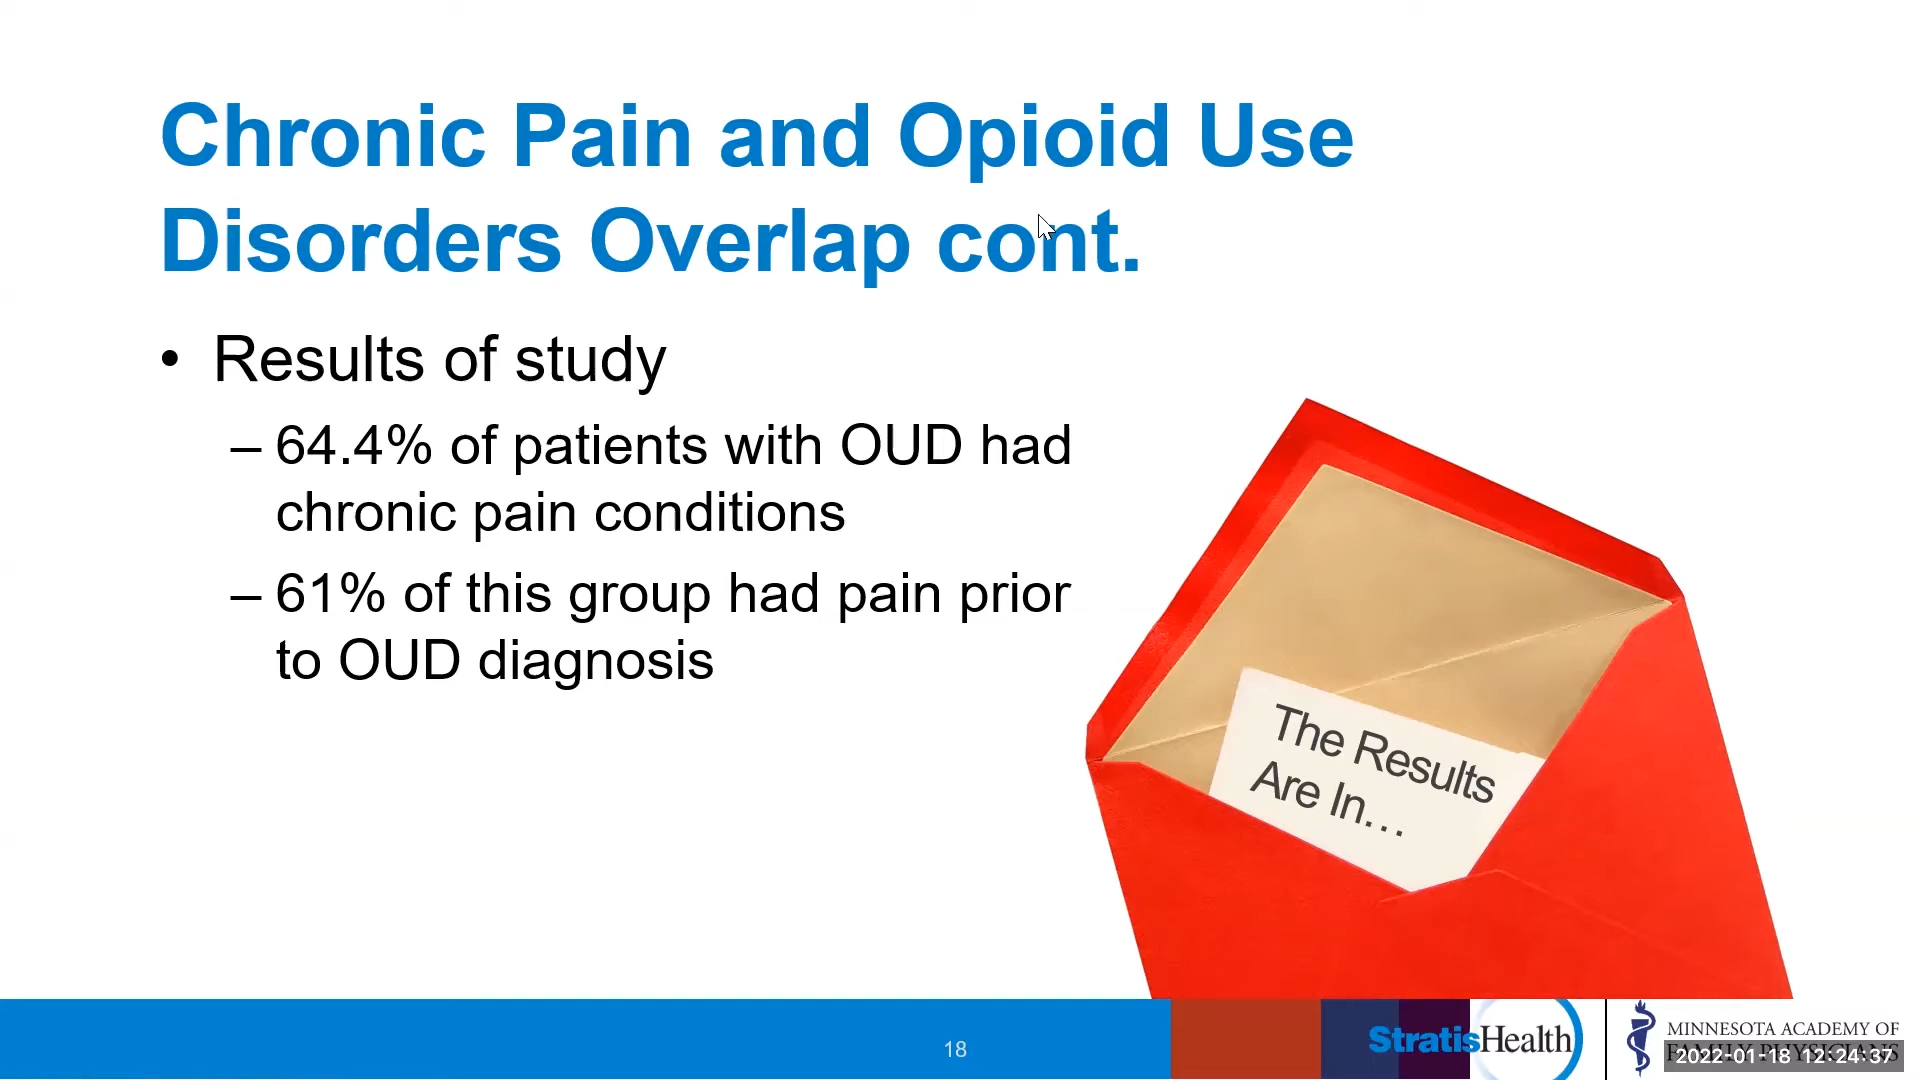 Chronic Pain and Opioid Use
Disorders Overlap cont.
• Results of study
– 64.4% of patients with OUD had
chronic pain conditions
– 61% of this group had pain prior
to OUD diagnosis
The Results
Are In…
18
StratisHealth
MINNESOTA ACADEMY OF
FAMILY PHYSICIANS
2022-01-18 12:24:37